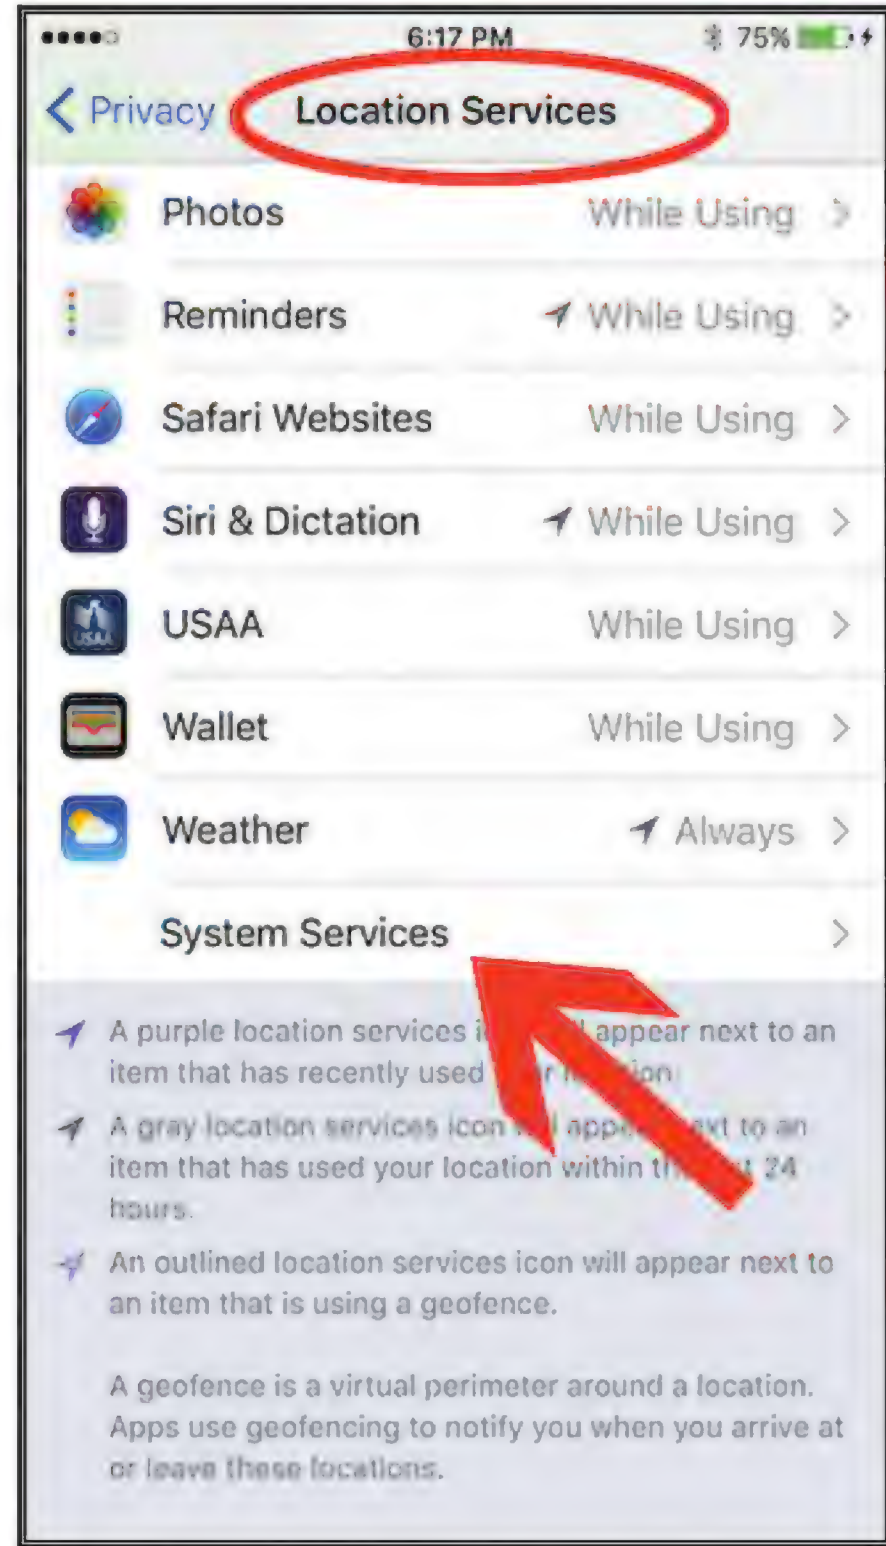 6:17 PM 75%
Privacy Location Services
Photos While Using
Reminders While Using
Safari Websites While Using
Siri & Dictation While Using
USAA
USAA While Using
Wallet While Using
Weather Always
System Services
A purple location services appear next to an
item that has recently used
A gray location services icon to an
item that has used your location within 24
hours.
An outlined location services icon will appear next to
an item that is using a geofence.
A geofence is a virtual perimeter around a location.
Apps use geofencing to notify you when you arrive at
or leave these locations.